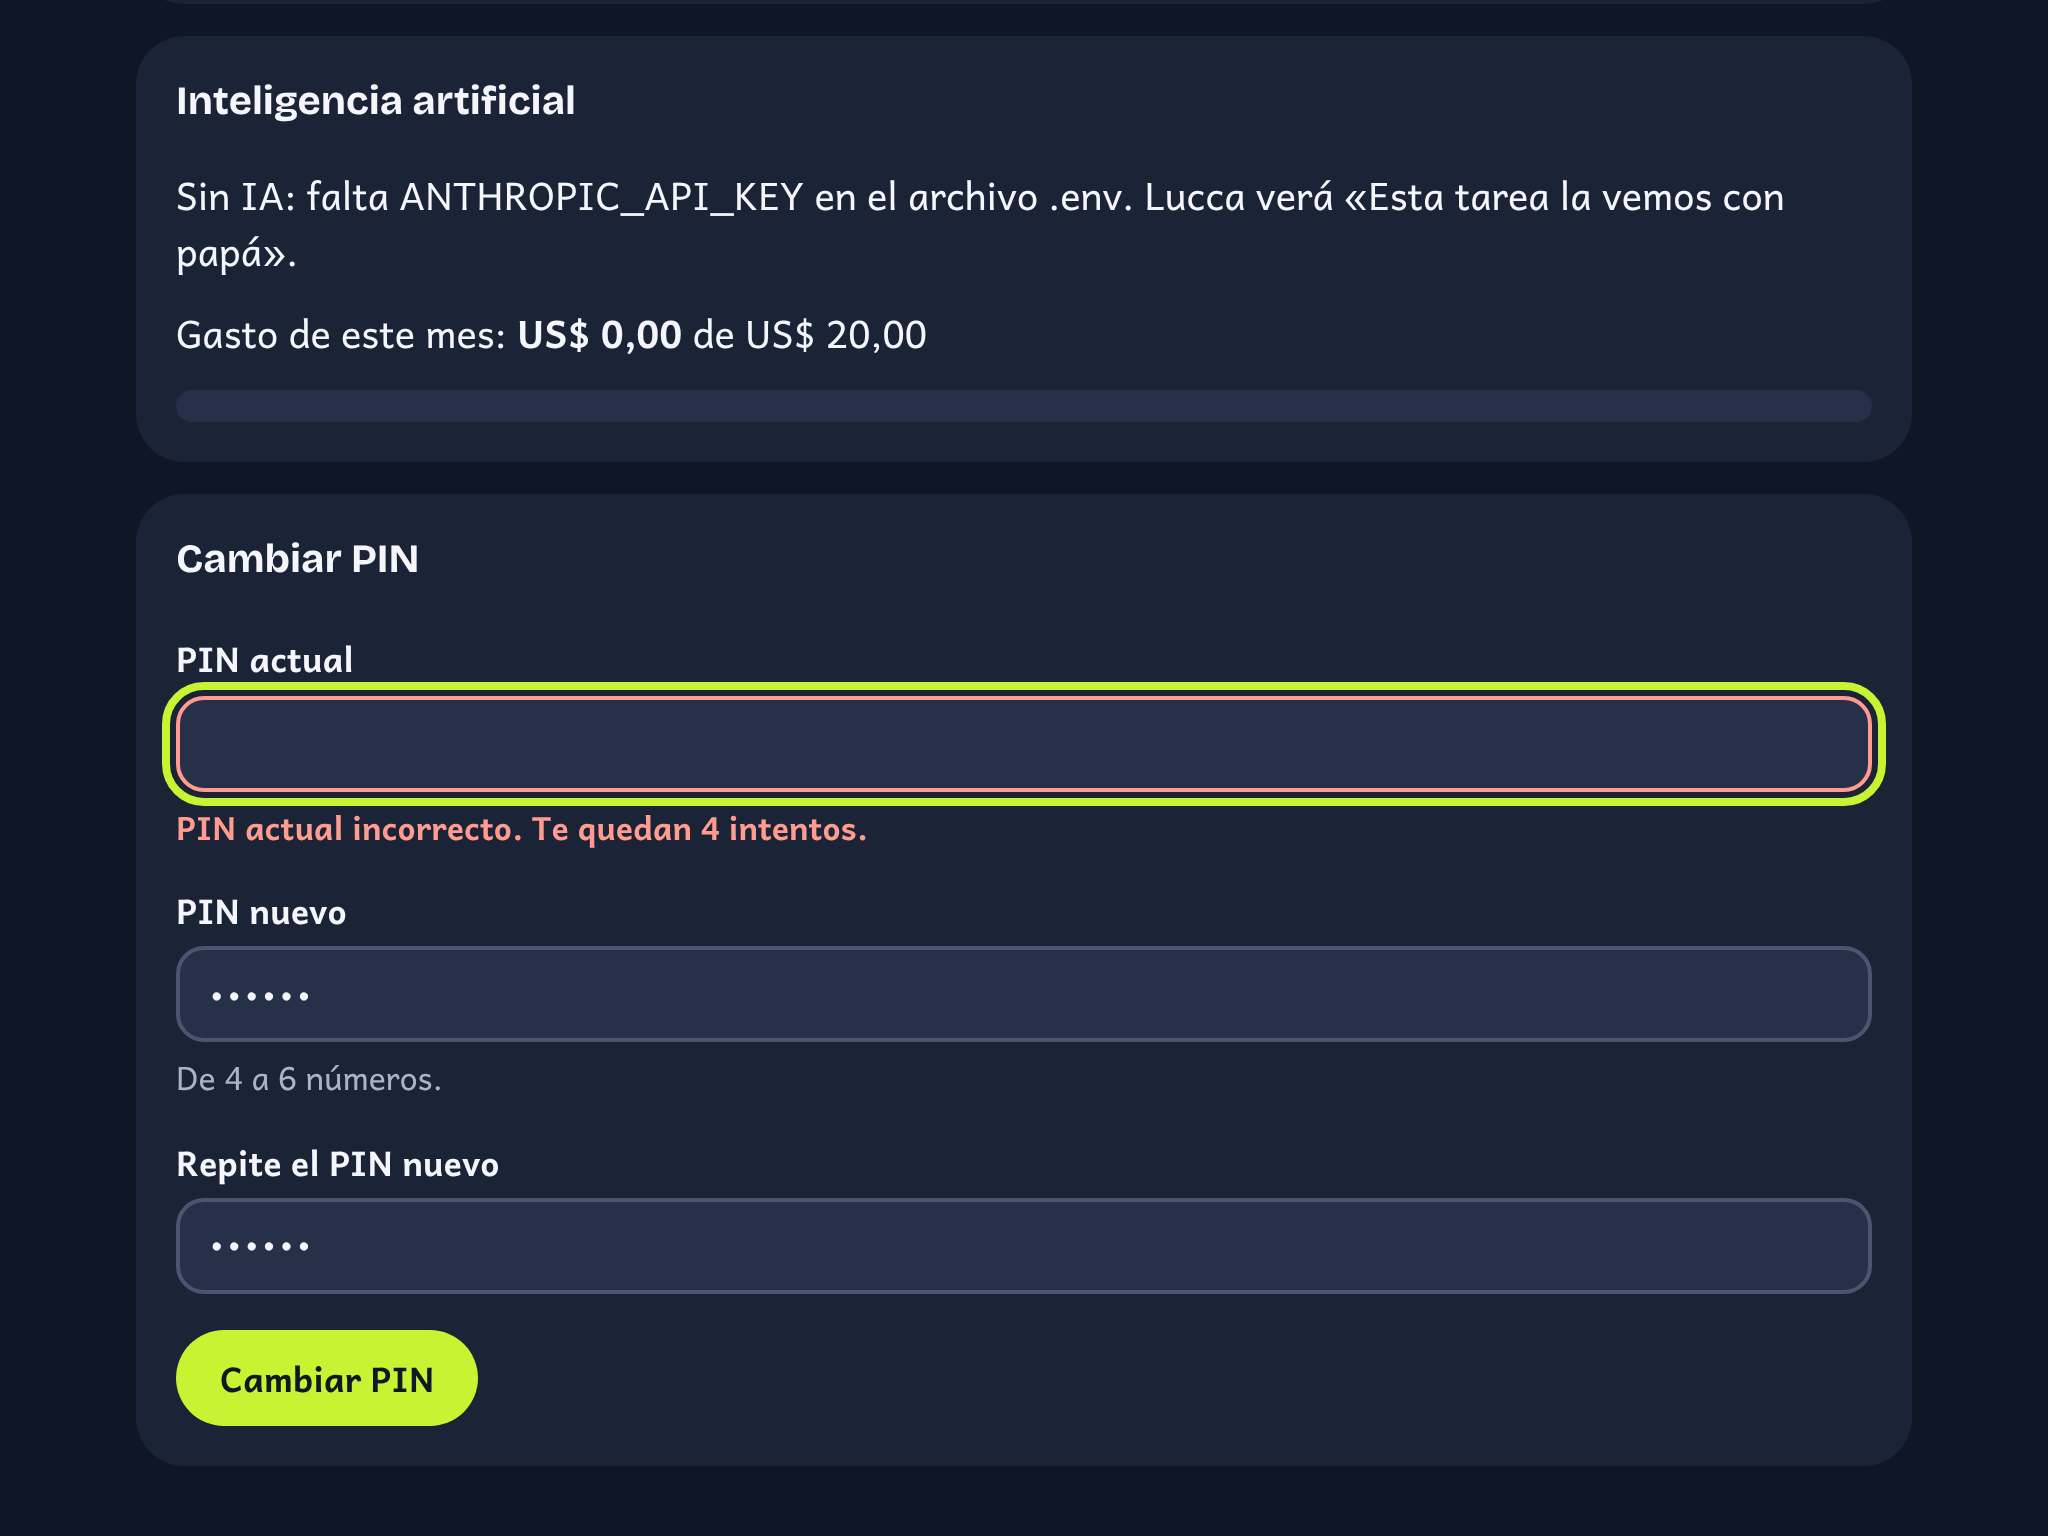 Inteligencia artificial
Sin IA: falta ANTHROPIC_API_KEY en el archivo .env. Lucca verá «Esta tarea la vemos con
papá».
Gasto de este mes: US$ 0,00 de US$ 20,00
Cambiar PIN
PIN actual
PIN actual incorrecto. Te quedan 4 intentos.
PIN nuevo
••••••
De 4 a 6 números.
Repite el PIN nuevo
••••••
Cambiar PIN